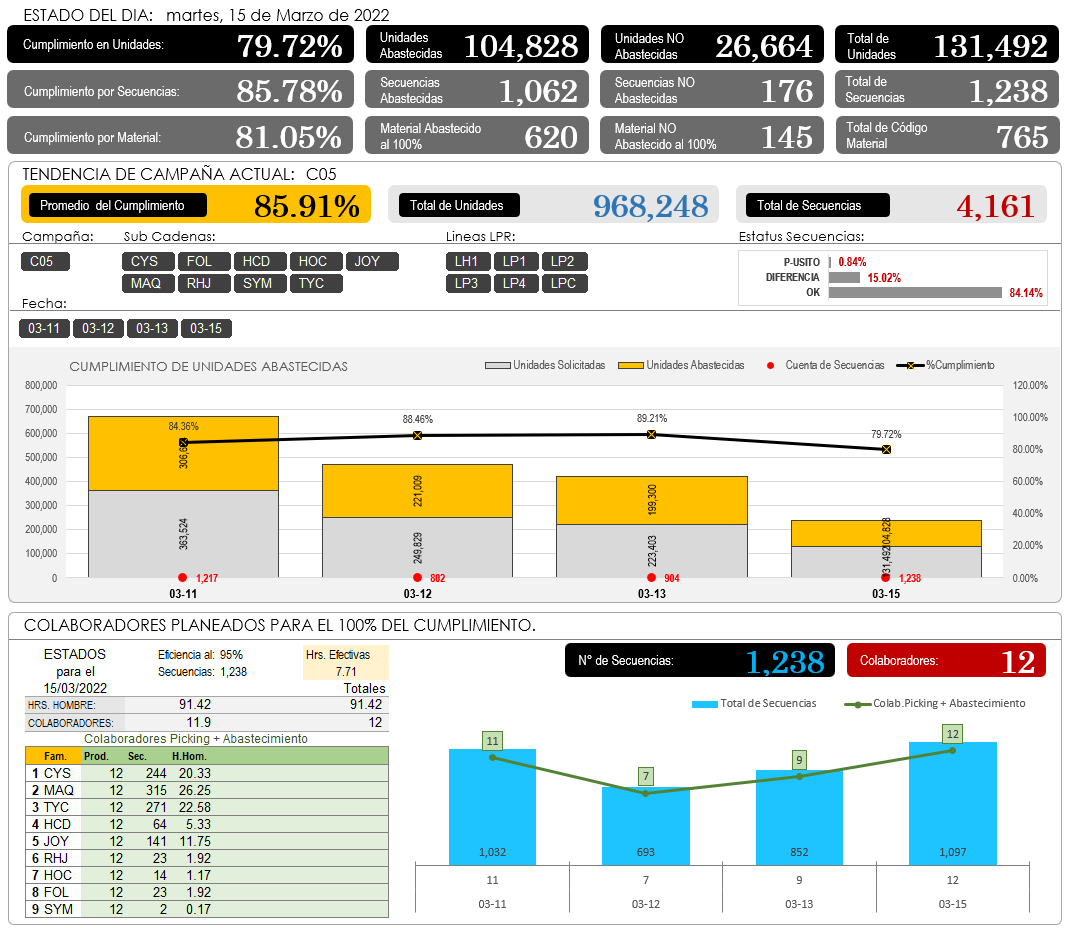 ESTADO DEL DIA: martes, 15 de Marzo de 2022
Cumplimiento en Unidades: 79.72%
Unidades Abastecidas 104,828
Unidades NO Abastecidas 26,664
Total de Unidades 131,492
Cumplimiento por Secuencias: 85.78%
Secuencias Abastecidas 1,062
Secuencias NO Abastecidas 176
Total de Secuencias 1,238
Cumplimiento por Material: 81.05%
Material Abastecido al 100% 620
Material NO Abastecido al 100% 145
Total de Código Material 765
TENDENCIA DE CAMPAÑA ACTUAL: C05
Promedio del Cumplimiento 85.91%
Total de Unidades 968,248
Total de Secuencias 4,161
Campaña: Sub Cadenas: Lineas LPR: Estatus Secuencias:
C05 CYS FOL HCD HOC JOY LH1 LP1 LP2
MAQ RHJ SYM TYC LP3 LP4 LPC
P-USITO 0.84%
DIFERENCIA 15.02%
OK 84.14%
Fecha:
03-11 03-12 03-13 03-15
CUMPLIMIENTO DE UNIDADES ABASTECIDAS
Unidades Solicitadas Unidades Abastecidas Cuenta de Secuencias %Cumplimiento
800,000 120.00%
700,000 100.00%
600,000 80.00%
500,000 60.00%
400,000 40.00%
300,000 20.00%
200,000 0.00%
100,000
0
84.36% 88.46% 89.21% 79.72%
221,009 199,300 104,828
363,524 249,829 223,403 131,492
1,217 802 904 1,238
03-11 03-12 03-13 03-15
COLABORADORES PLANEADOS PARA EL 100% DEL CUMPLIMIENTO.
ESTADOS para el 15/03/2022
Eficiencia al: 95%
Secuencias: 1,238
Hrs. Efectivas
7.71
Totales
HRS. HOMBRE: 91.42 91.42
COLABORADORES: 11.9 12
Colaboradores Picking + Abastecimiento
Fam. Prod. Sec. H.Hom.
1 CYS 12 244 20.33
2 MAQ 12 315 26.25
3 TYC 12 271 22.58
4 HCD 12 64 5.33
5 JOY 12 141 11.75
6 RHJ 12 23 1.92
7 HOC 12 14 1.17
8 FOL 12 23 1.92
9 SYM 12 2 0.17
N° de Secuencias: 1,238
Colaboradores: 12
Total de Secuencias Colab.Picking + Abastecimiento
11 7 9 12
1,032 693 852 1,097
11 7 9 12
03-11 03-12 03-13 03-15